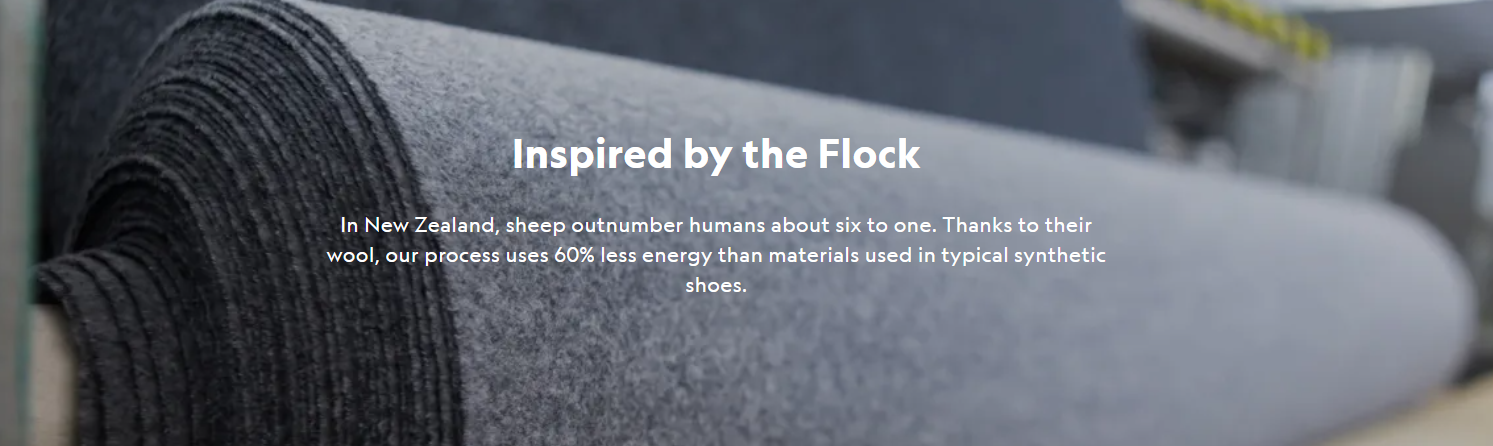 Inspired by the Flock
In New Zealand, sheep outnumber humans about six to one. Thanks to their
wool, our process uses 60% less energy than materials used in typical synthetic
shoes.